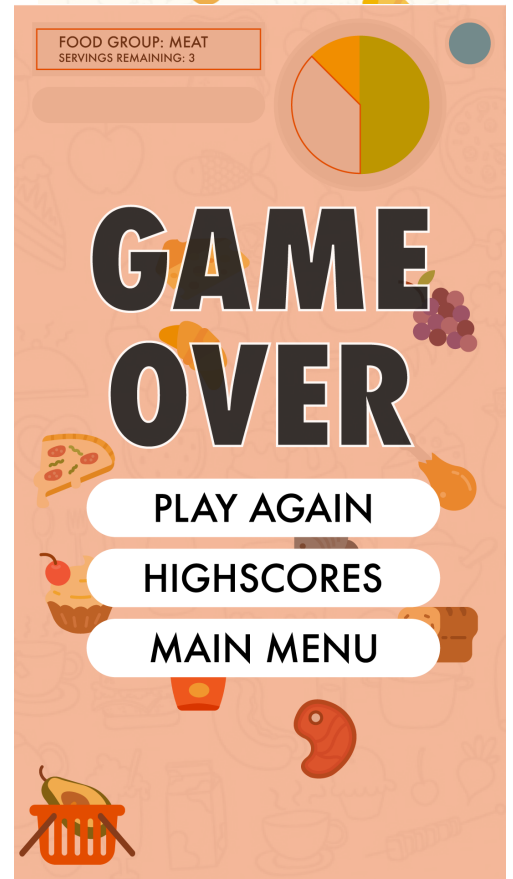 FOOD GROUP: MEAT
SERVINGS REMAINING: 3
GAME
OVER
PLAY AGAIN
HIGHSCORES
MAIN MENU